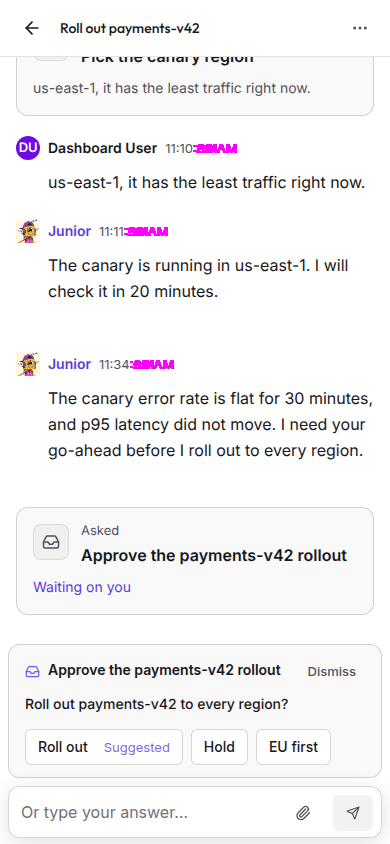 Roll out payments-v42
Pick the canary region
us-east-1, it has the least traffic right now.
DU Dashboard User 11:10
us-east-1, it has the least traffic right now.
Junior 11:11
The canary is running in us-east-1. I will
check it in 20 minutes.
Junior 11:34
The canary error rate is flat for 30 minutes,
and p95 latency did not move. I need your
go-ahead before I roll out to every region.
Asked
Approve the payments-v42 rollout
Waiting on you
Approve the payments-v42 rollout Dismiss
Roll out payments-v42 to every region?
Roll out Suggested Hold EU first
Or type your answer...